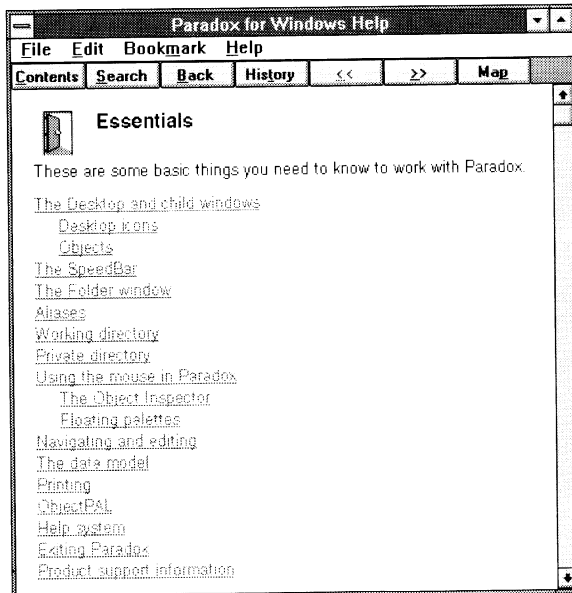 Paradox for Windows Help
File Edit Bookmark Help
Contents Search Back History << >> Map
Essentials
These are some basic things you need to know to work with Paradox.
The Desktop and child windows
Desktop icons
Objects
The SpeedBar
The Folder window
Aliases
Working directory
Private directory
Using the mouse in Paradox
The Object Inspector
Floating palettes
Navigating and editing
The data model
Printing
ObjectPAL
Help system
Exiting Paradox
Product support information